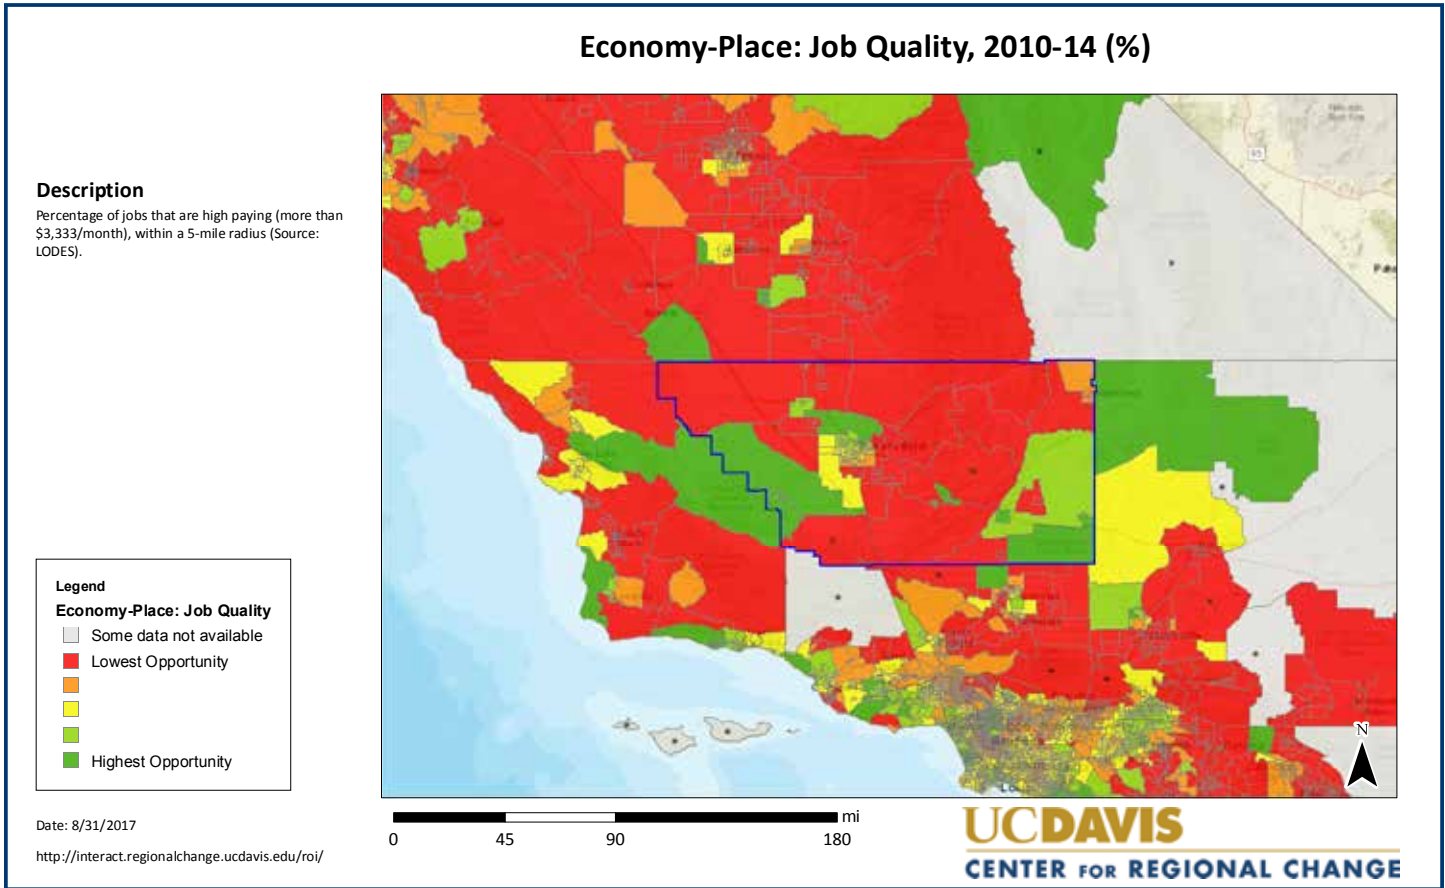 Economy-Place: Job Quality, 2010-14 (%)
Description
Percentage of jobs that are high paying (more than
$3,333/month), within a 5-mile radius (Source:
LODES).
95
N
Legend
Economy-Place: Job Quality
Some data not available
Lowest Opportunity
Highest Opportunity
Date: 8/31/2017
http://interact.regionalchange.ucdavis.edu/roi/
mi
0 45 90 180
UCDAVIS
CENTER FOR REGIONAL CHANGE